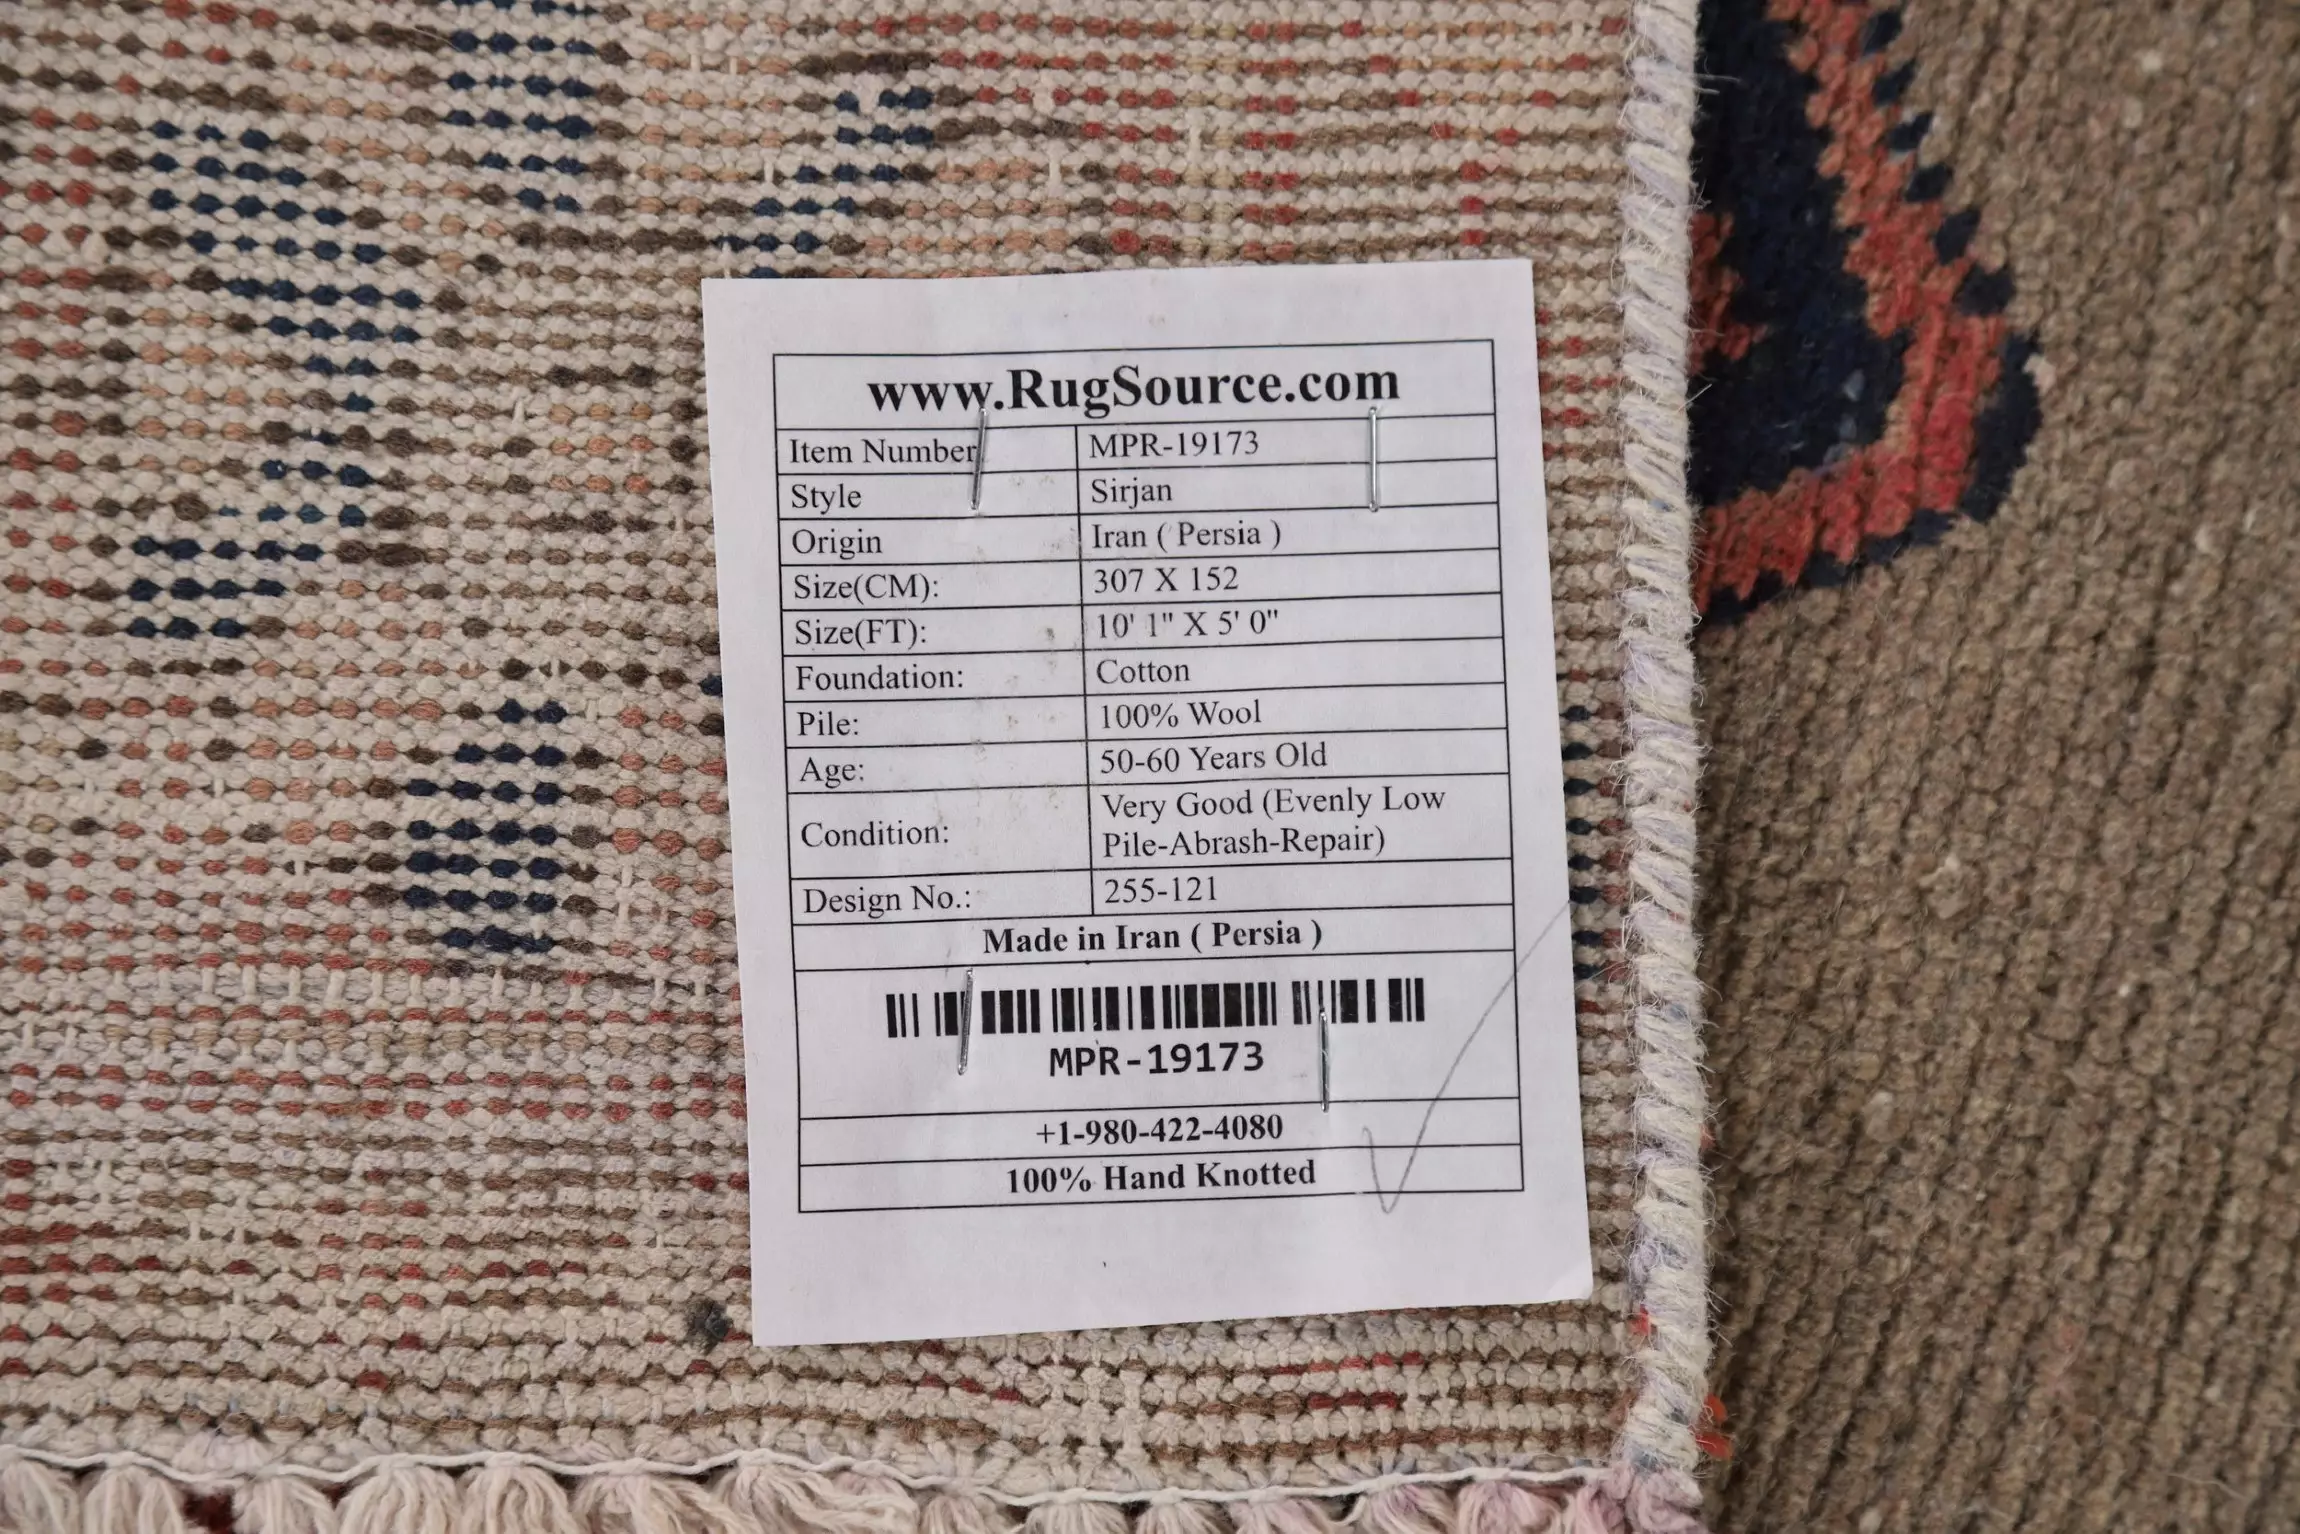 www.RugSource.com
Item Number MPR-19173
Style Sirjan
Origin Iran ( Persia )
Size(CM): 307 X 152
Size(FT): 10' 1" X 5' 0"
Foundation: Cotton
Pile: 100% Wool
Age: 50-60 Years Old
Condition: Very Good (Evenly Low
Pile-Abrash-Repair)
Design No.: 255-121
Made in Iran ( Persia )
MPR-19173
+1-980-422-4080
100% Hand Knotted